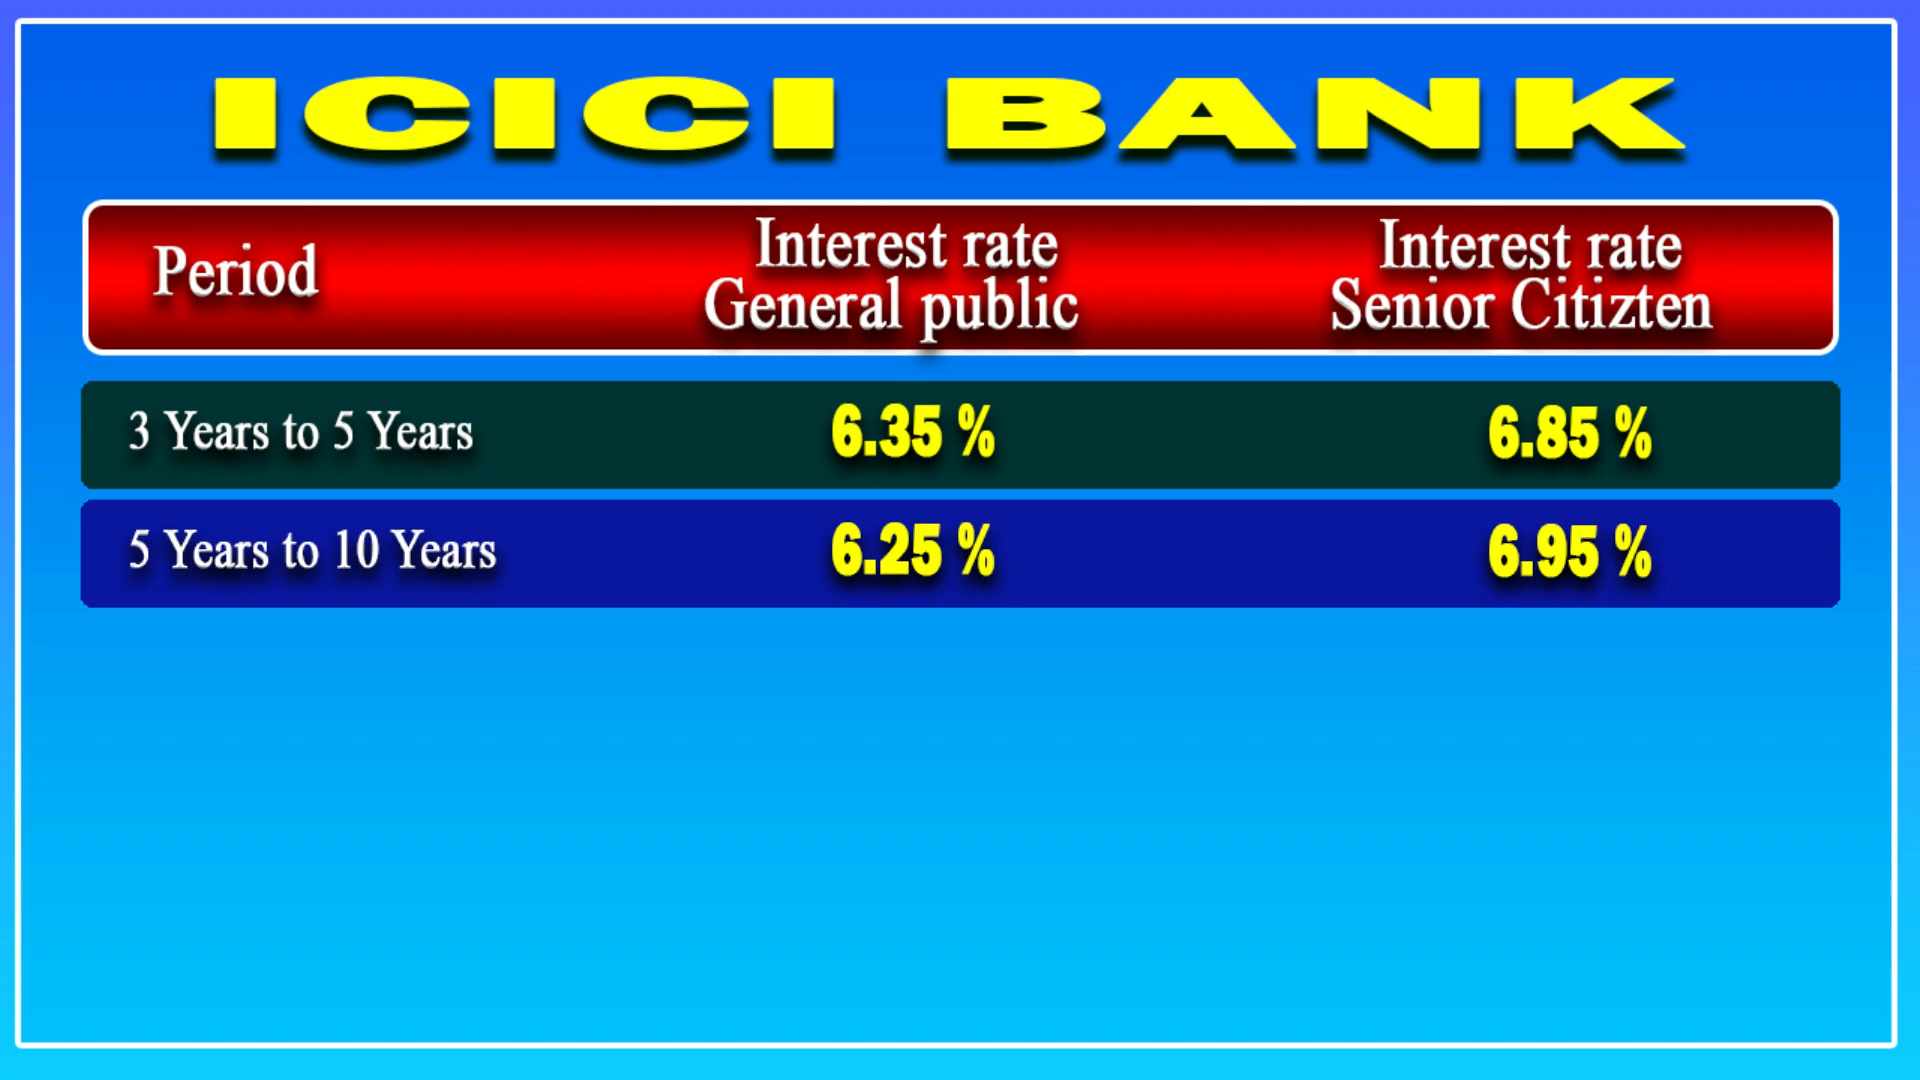 ICICI BANK
Period
Interest rate
General public
Interest rate
Senior Citizten
3 Years to 5 Years 6.35 % 6.85 %
5 Years to 10 Years 6.25 % 6.95 %